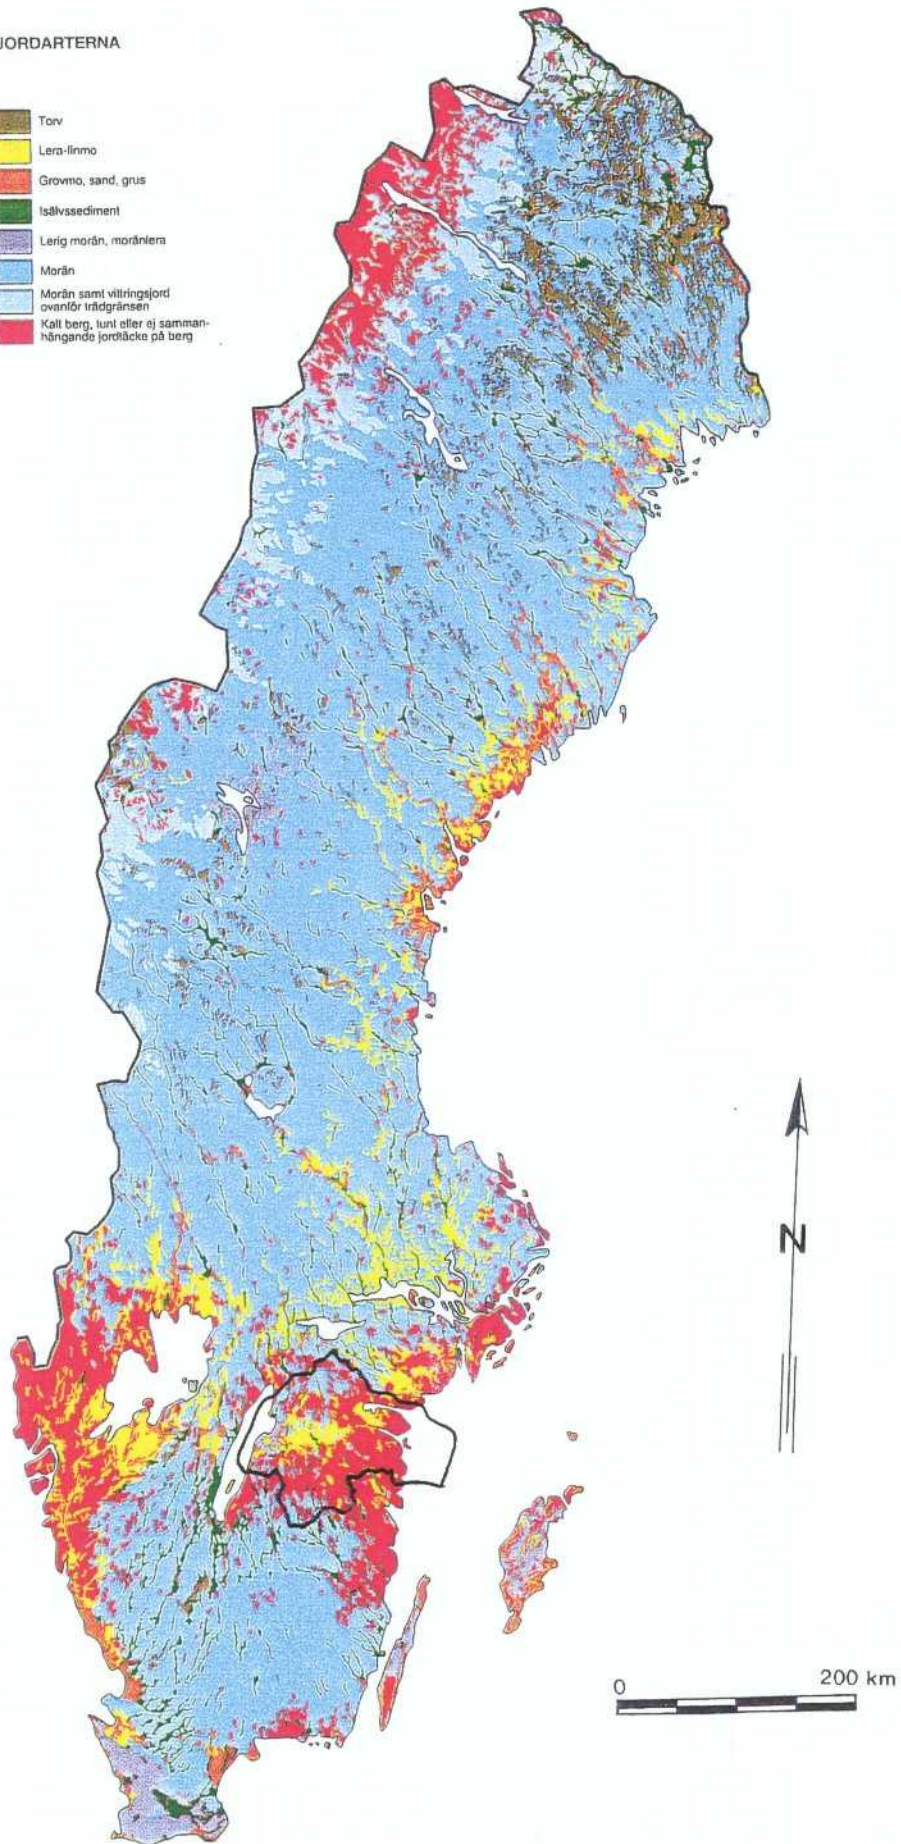 JORDARTERNA
Torv
Lera-finmo
Grovmo, sand, grus
Isälvssediment
Lerig morän, moränlera
Morän
Morän samt vittringsjord
ovanför trädgränsen
Kalt berg, tunt eller ej samman-
hängande jordtäcke på berg
N
0 200 km